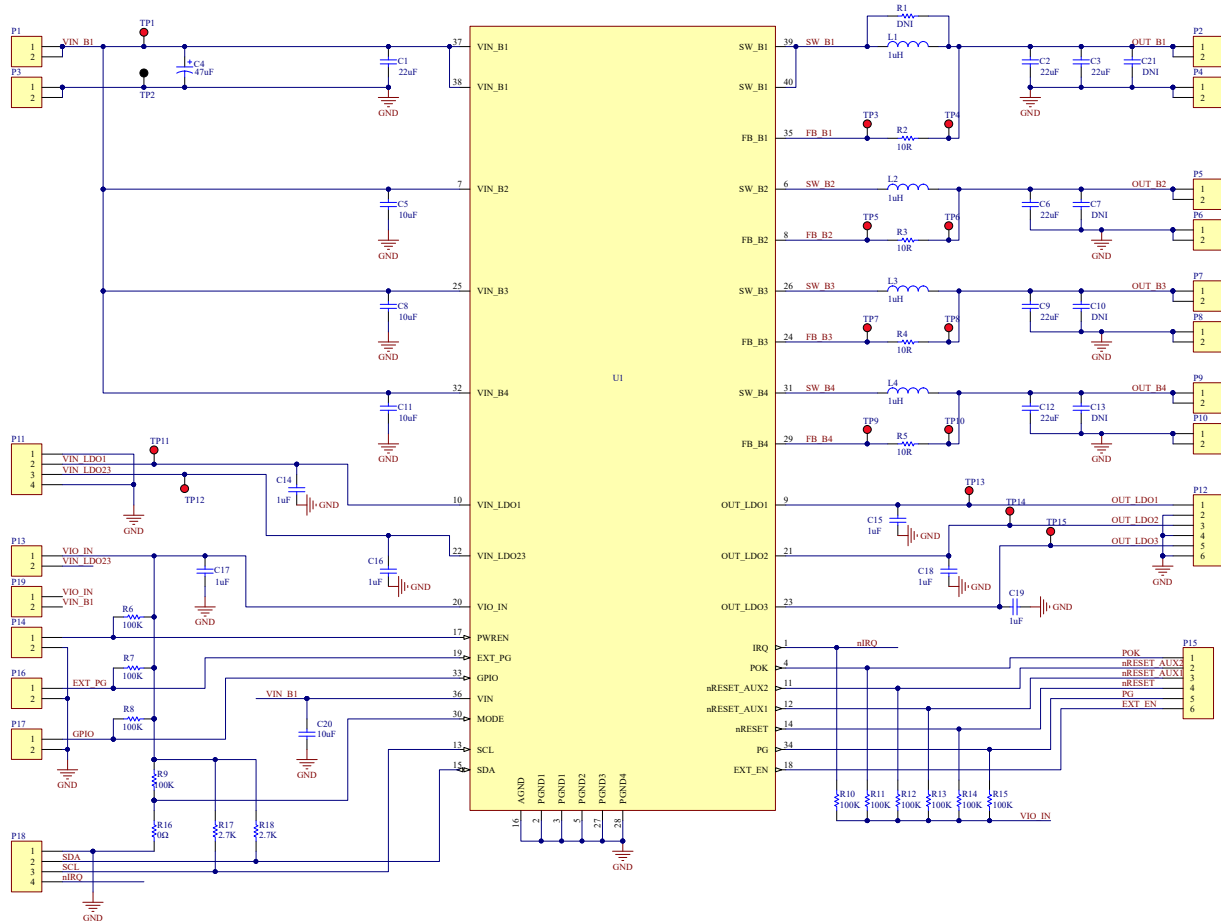 P1
1
2
VIN_B1
TP1
P3
1
2
TP2
C4
47uF
C1
22uF
GND
37
VIN_B1
38
VIN_B1
7
VIN_B2
C5
10uF
GND
25
VIN_B3
C8
10uF
GND
32
VIN_B4
C11
10uF
GND
P11
1
2
3
4
VIN_LDO1
VIN_LDO23
TP11
TP12
GND
C14
1uF
GND
10
VIN_LDO1
C16
1uF
GND
22
VIN_LDO23
P13
1
2
VIO_IN
VIN_LDO23
C17
1uF
GND
20
VIO_IN
P19
1
2
VIO_IN
VIN_B1
P14
1
2
R6
100K
17
PWREN
P16
1
2
EXT_PG
R7
100K
19
EXT_PG
P17
1
2
GPIO
R8
100K
33
GPIO
GND
VIN_B1
C20
10uF
GND
36
VIN
30
MODE
13
SCL
15
SDA
R9
100K
R16
0Ω
R17
2.7K
R18
2.7K
P18
1
2
3
4
SDA
SCL
nIRQ
GND
U1
AGND
PGND1
PGND1
PGND2
PGND3
PGND4
16
2
3
5
27
28
GND
SW_B1
39
SW_B1
SW_B1
40
R1
DNI
L1
1uH
FB_B1
35
FB_B1
TP3
R2
10R
TP4
C2
22uF
C3
22uF
C21
DNI
GND
OUT_B1
P2
1
2
P4
1
2
SW_B2
6
SW_B2
L2
1uH
FB_B2
8
FB_B2
TP5
R3
10R
TP6
C6
22uF
C7
DNI
GND
OUT_B2
P5
1
2
P6
1
2
SW_B3
26
SW_B3
L3
1uH
FB_B3
24
FB_B3
TP7
R4
10R
TP8
C9
22uF
C10
DNI
GND
OUT_B3
P7
1
2
P8
1
2
SW_B4
31
SW_B4
L4
1uH
FB_B4
29
FB_B4
TP9
R5
10R
TP10
C12
22uF
C13
DNI
GND
OUT_B4
P9
1
2
P10
1
2
OUT_LDO1
9
C15
1uF
GND
TP13
TP14
TP15
OUT_LDO1
OUT_LDO2
OUT_LDO3
P12
1
2
3
4
5
6
GND
OUT_LDO2
21
C18
1uF
GND
OUT_LDO3
23
C19
1uF
GND
IRQ
1
nIRQ
POK
4
nRESET_AUX2
11
nRESET_AUX1
12
nRESET
14
PG
34
EXT_EN
18
POK
nRESET_AUX2
nRESET_AUX1
nRESET
PG
EXT_EN
P15
1
2
3
4
5
6
R10
100K
R11
100K
R12
100K
R13
100K
R14
100K
R15
100K
VIO_IN